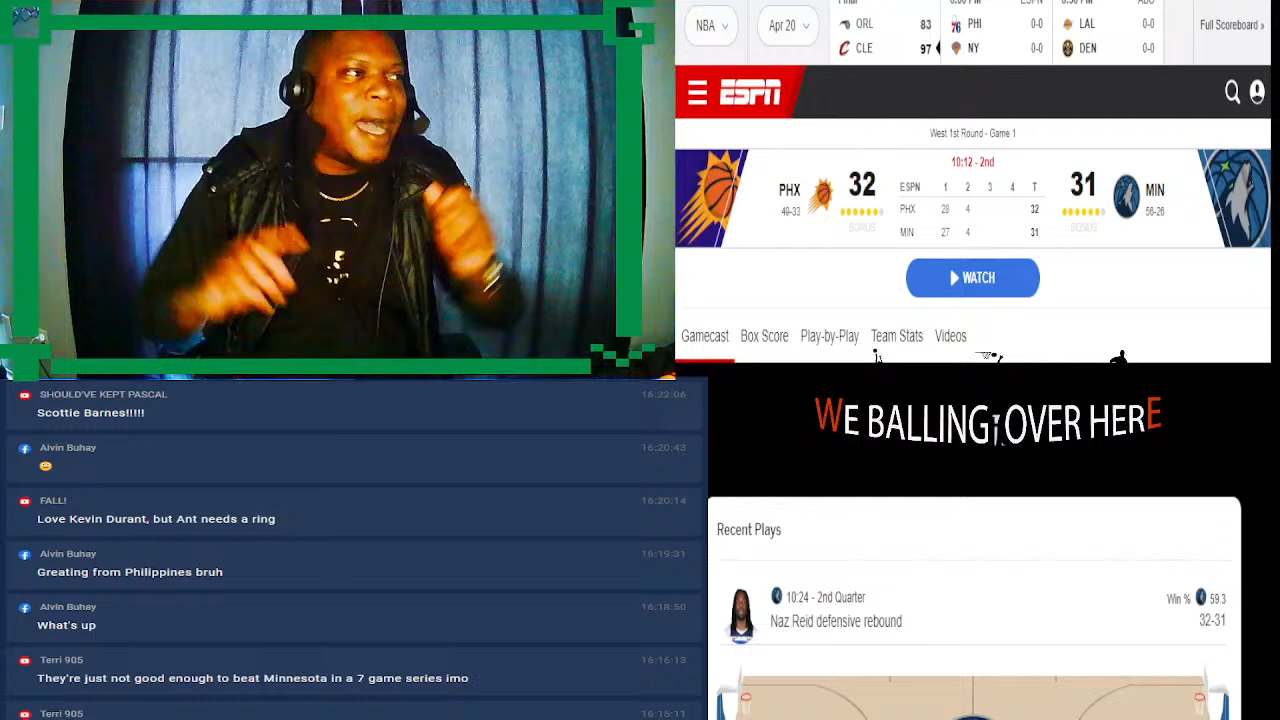 NBA
Apr 20
ORL 83
CLE 97
PHI 0-0
NY 0-0
LAL 0-0
DEN 0-0
Full Scoreboard »
ESPN
West 1st Round - Game 1
10:12 - 2nd
PHX
49-33
32
BONUS
ESPN 1 2 3 4 T
PHX 28 4 32
MIN 27 4 31
31
BONUS
MIN
56-26
WATCH
Gamecast Box Score Play-by-Play Team Stats Videos
SHOULD'VE KEPT PASCAL 16:22:06
Scottie Barnes!!!!!
Alvin Buhay 16:20:43
FALL! 16:20:14
Love Kevin Durant, but Ant needs a ring
Alvin Buhay 16:19:31
Greating from Philippines bruh
Alvin Buhay 16:18:50
What's up
Terri 905 16:16:13
They're just not good enough to beat Minnesota in a 7 game series imo
Terri 905 16:15:11
WE BALLING OVER HERE
Recent Plays
10:24 - 2nd Quarter
Naz Reid defensive rebound
Win % 59.3
32-31